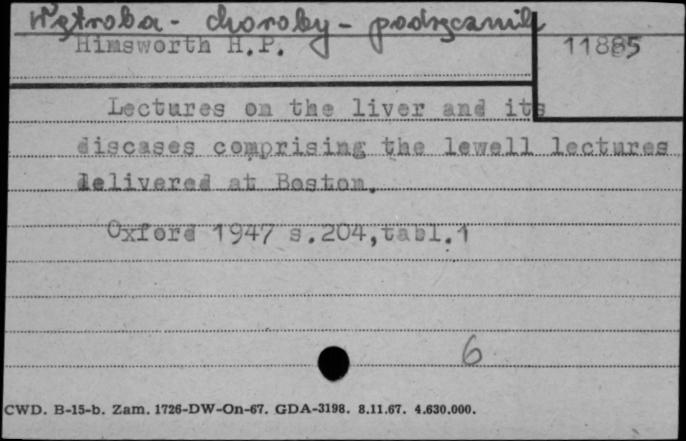 Wątroba - choroby - podręcznik
Himsworth H.P.
11885
Lectures on the liver and its
diseases comprising the lewell lectures
delivered at Boston.
Oxford 1947 s.204,tabl.1
6
CWD. B-15-b. Zam. 1726-DW-On-67. GDA-3198. 8.11.67. 4.630.000.